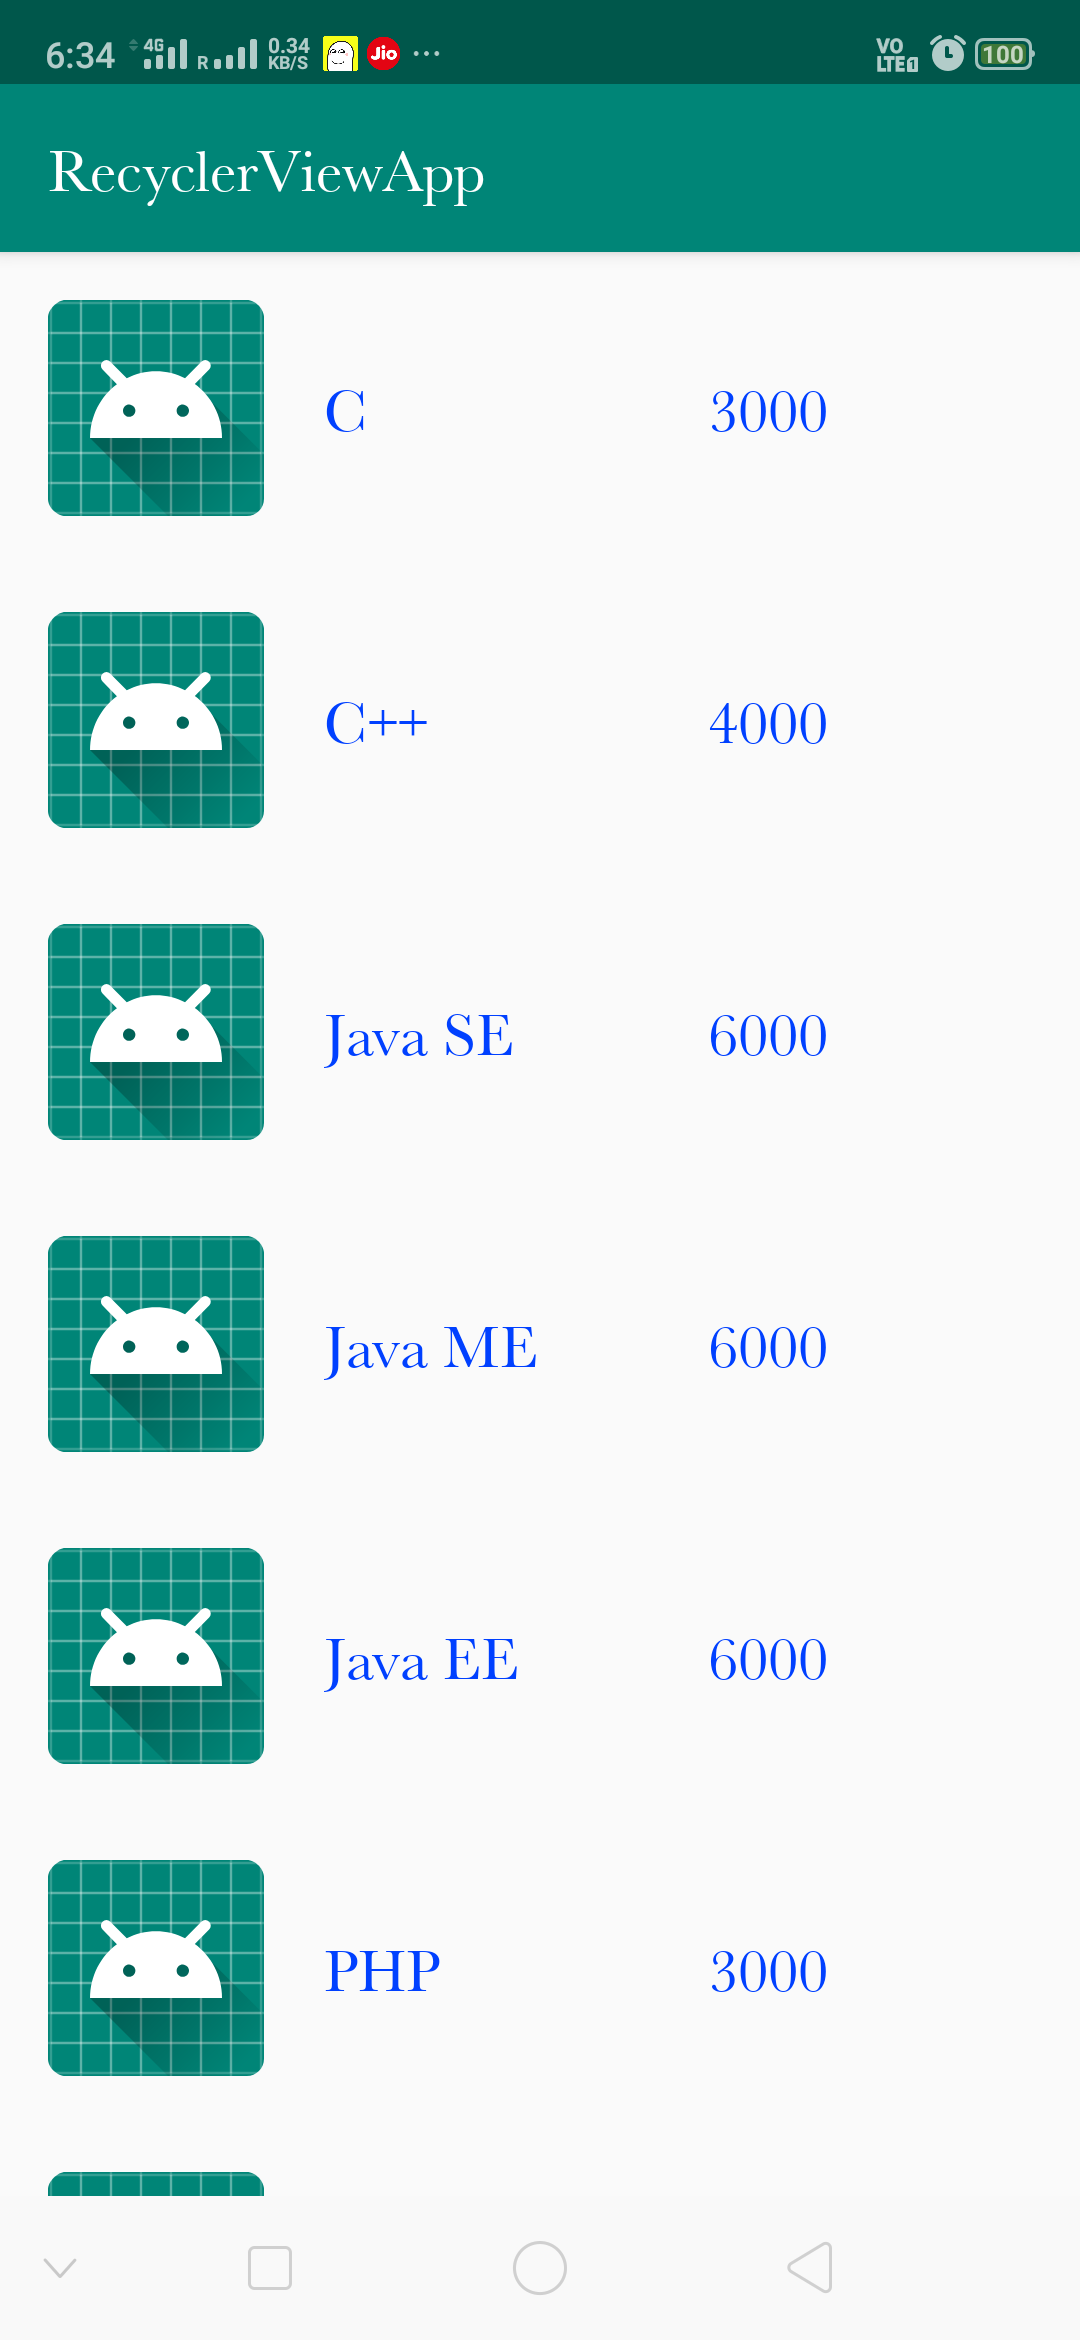 6:34 4G R 0.34 KB/S Jio ... VO LTE1 100
RecyclerViewApp
C 3000
C++ 4000
Java SE 6000
Java ME 6000
Java EE 6000
PHP 3000